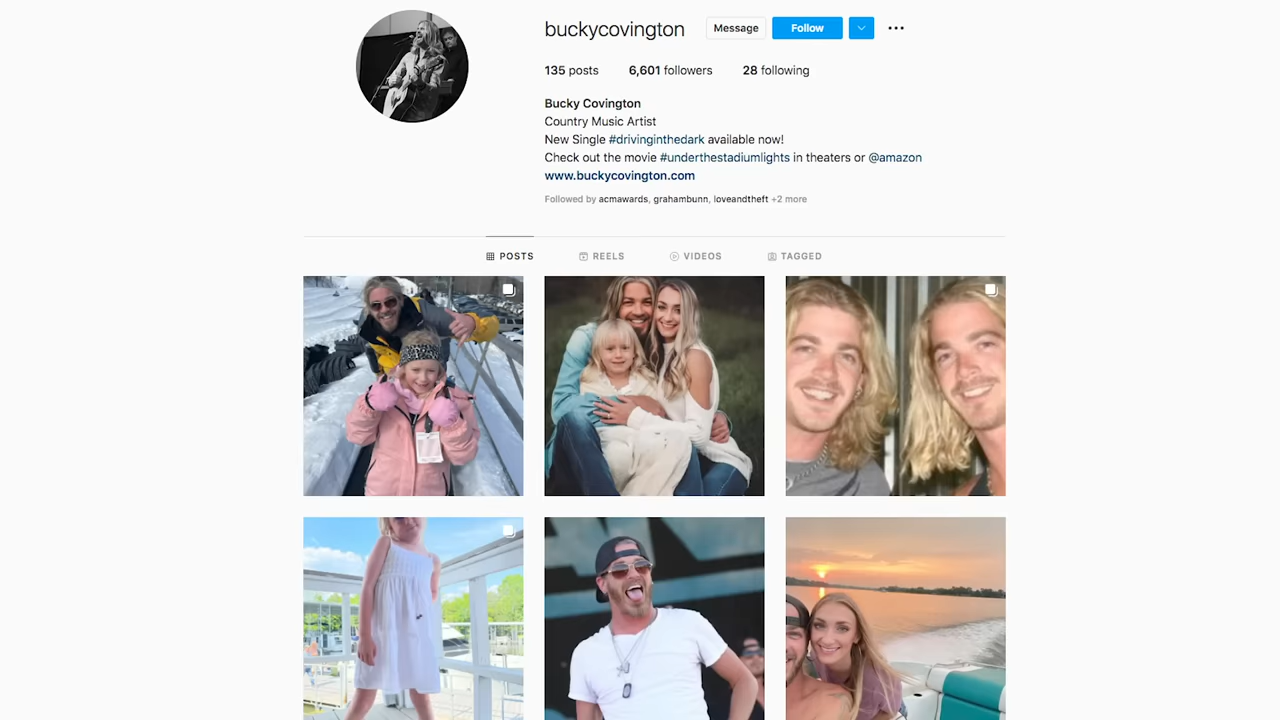 buckycovington Message Follow
135 posts 6,601 followers 28 following
Bucky Covington
Country Music Artist
New Single #drivinginthedark available now!
Check out the movie #underthestadiumlights in theaters or @amazon
www.buckycovington.com
Followed by acmawards, grahambunn, loveandtheft +2 more
POSTS REELS VIDEOS TAGGED